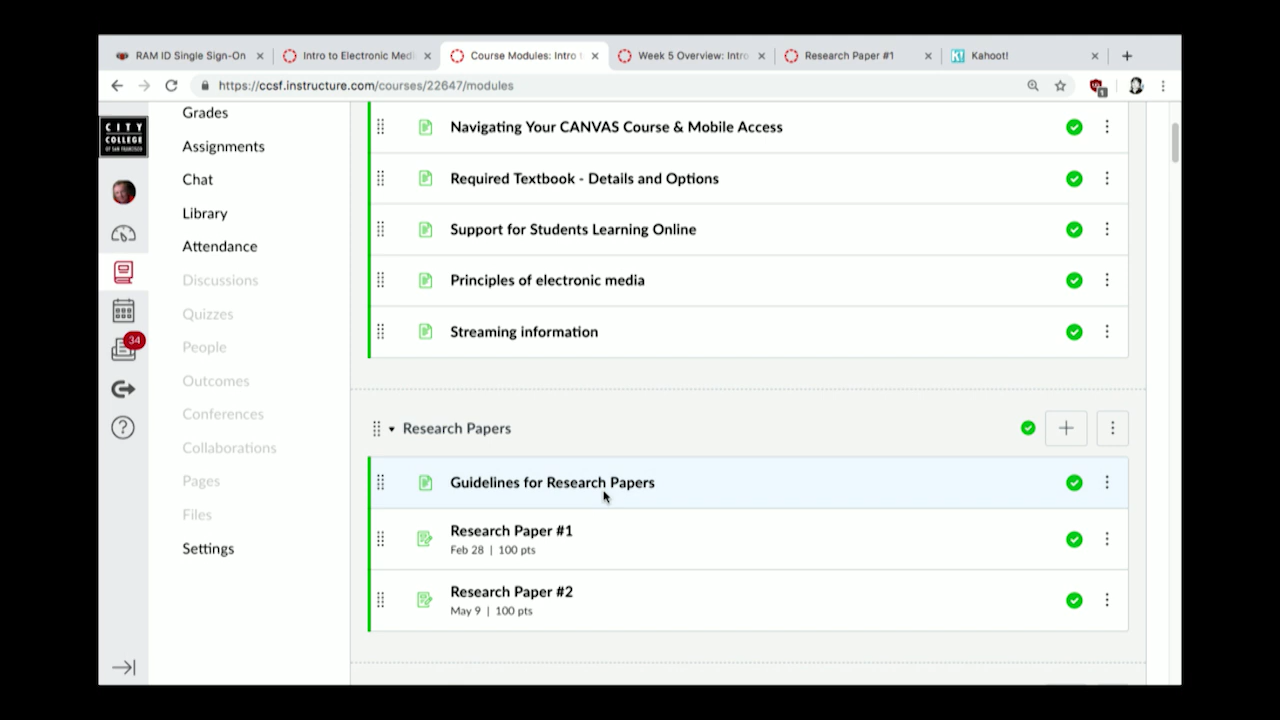 RAM ID Single Sign-On
Intro to Electronic Medi
Course Modules: Intro t
Week 5 Overview: Intro
Research Paper #1
K!
Kahoot!
https://ccsf.instructure.com/courses/22647/modules
1
CITY
COLLEGE
OF SAN FRANCISCO
34
Grades
Assignments
Chat
Library
Attendance
Discussions
Quizzes
People
Outcomes
Conferences
Collaborations
Pages
Files
Settings
Navigating Your CANVAS Course & Mobile Access
Required Textbook - Details and Options
Support for Students Learning Online
Principles of electronic media
Streaming information
Research Papers
Guidelines for Research Papers
Research Paper #1
Feb 28 | 100 pts
Research Paper #2
May 9 | 100 pts